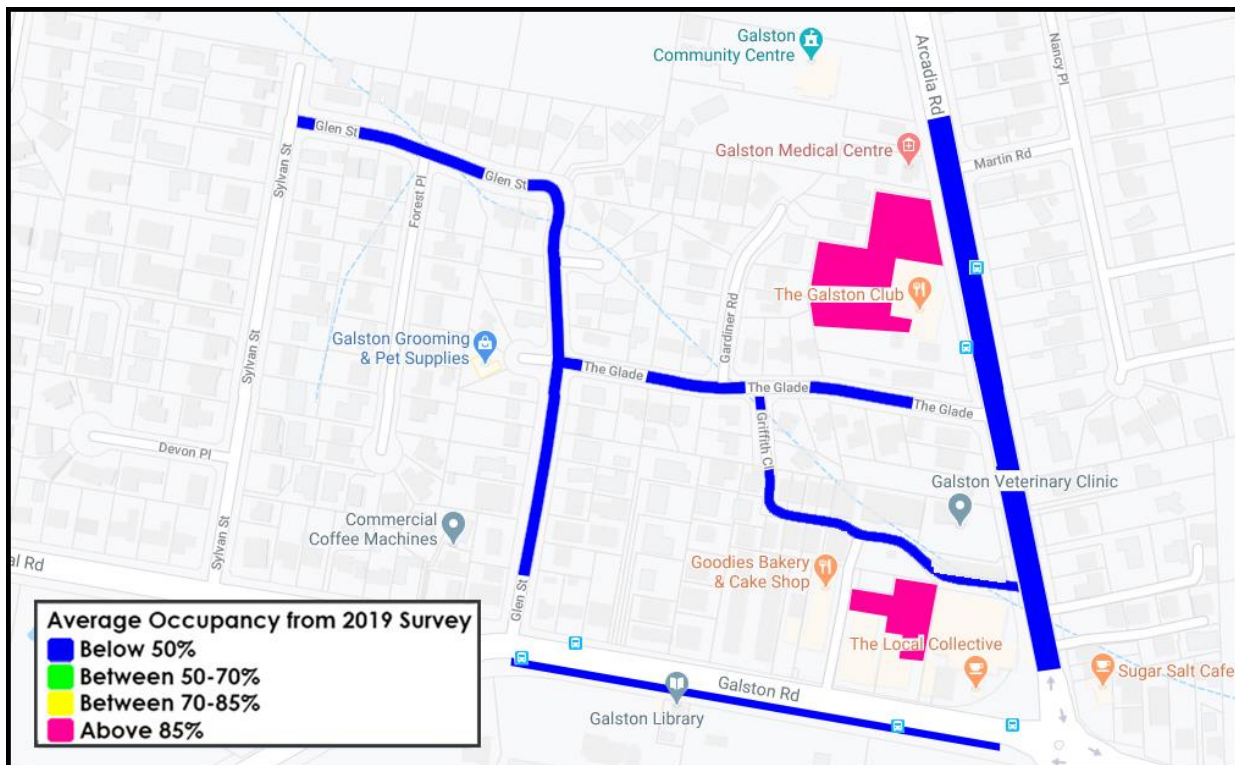 Galston
Community Centre
Arcadia Rd
Nancy Pl
Glen St
Galston Medical Centre
Martin Rd
Sylvan St
Forest Pl
Glen St
The Galston Club
Gardiner Rd
Galston Grooming
& Pet Supplies
Sylvan St
The Glade
The Glade
The Glade
Griffith Cl
Devon Pl
Galston Veterinary Clinic
Commercial
Coffee Machines
Sylvan St
Goodies Bakery
& Cake Shop
al Rd
Glen St
The Local Collective
Sugar Salt Cafe
Galston Rd
Galston Library
Average Occupancy from 2019 Survey
Below 50%
Between 50-70%
Between 70-85%
Above 85%